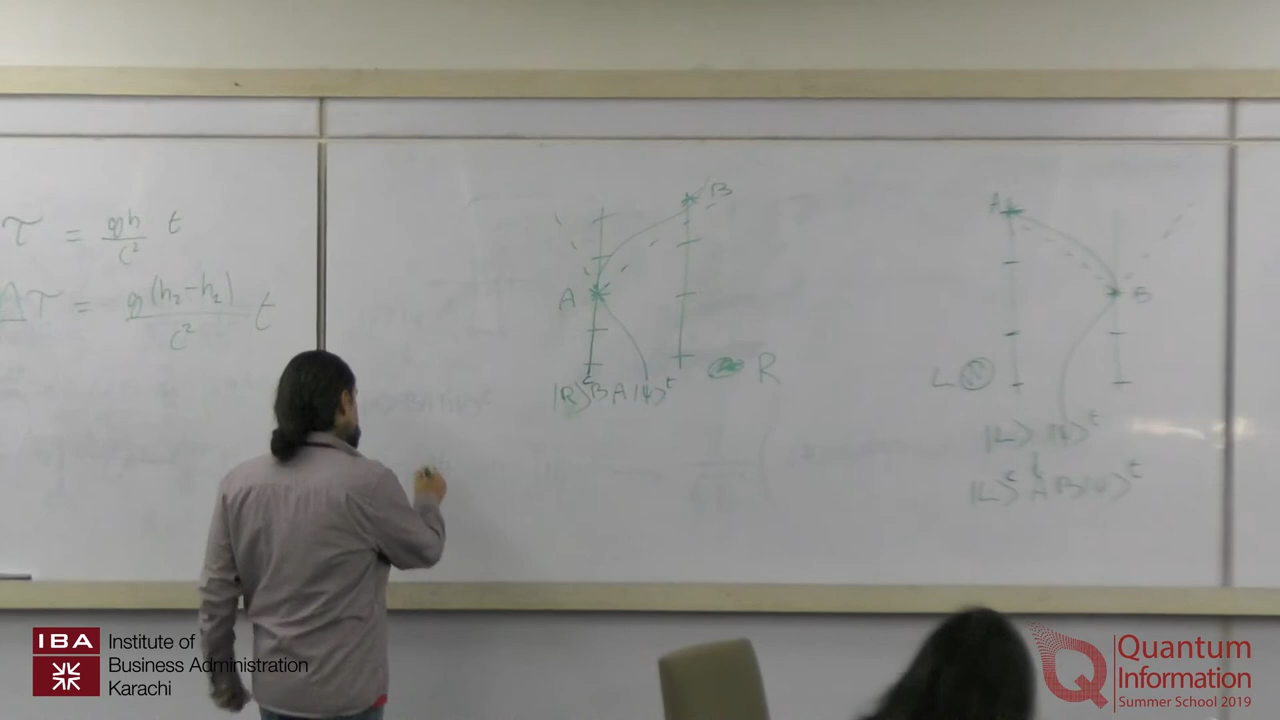 τ = gh/c² t
Δτ = g(h₂-h₁)/c² t
A
B
R
|R⟩ᶜ B A |ψ⟩ᵗ
A
B
L
|L⟩ |ψ⟩ᵗ
|L⟩ᶜ A B |ψ⟩ᵗ
IBA
Institute of
Business Administration
Karachi
Quantum
Information
Summer School 2019